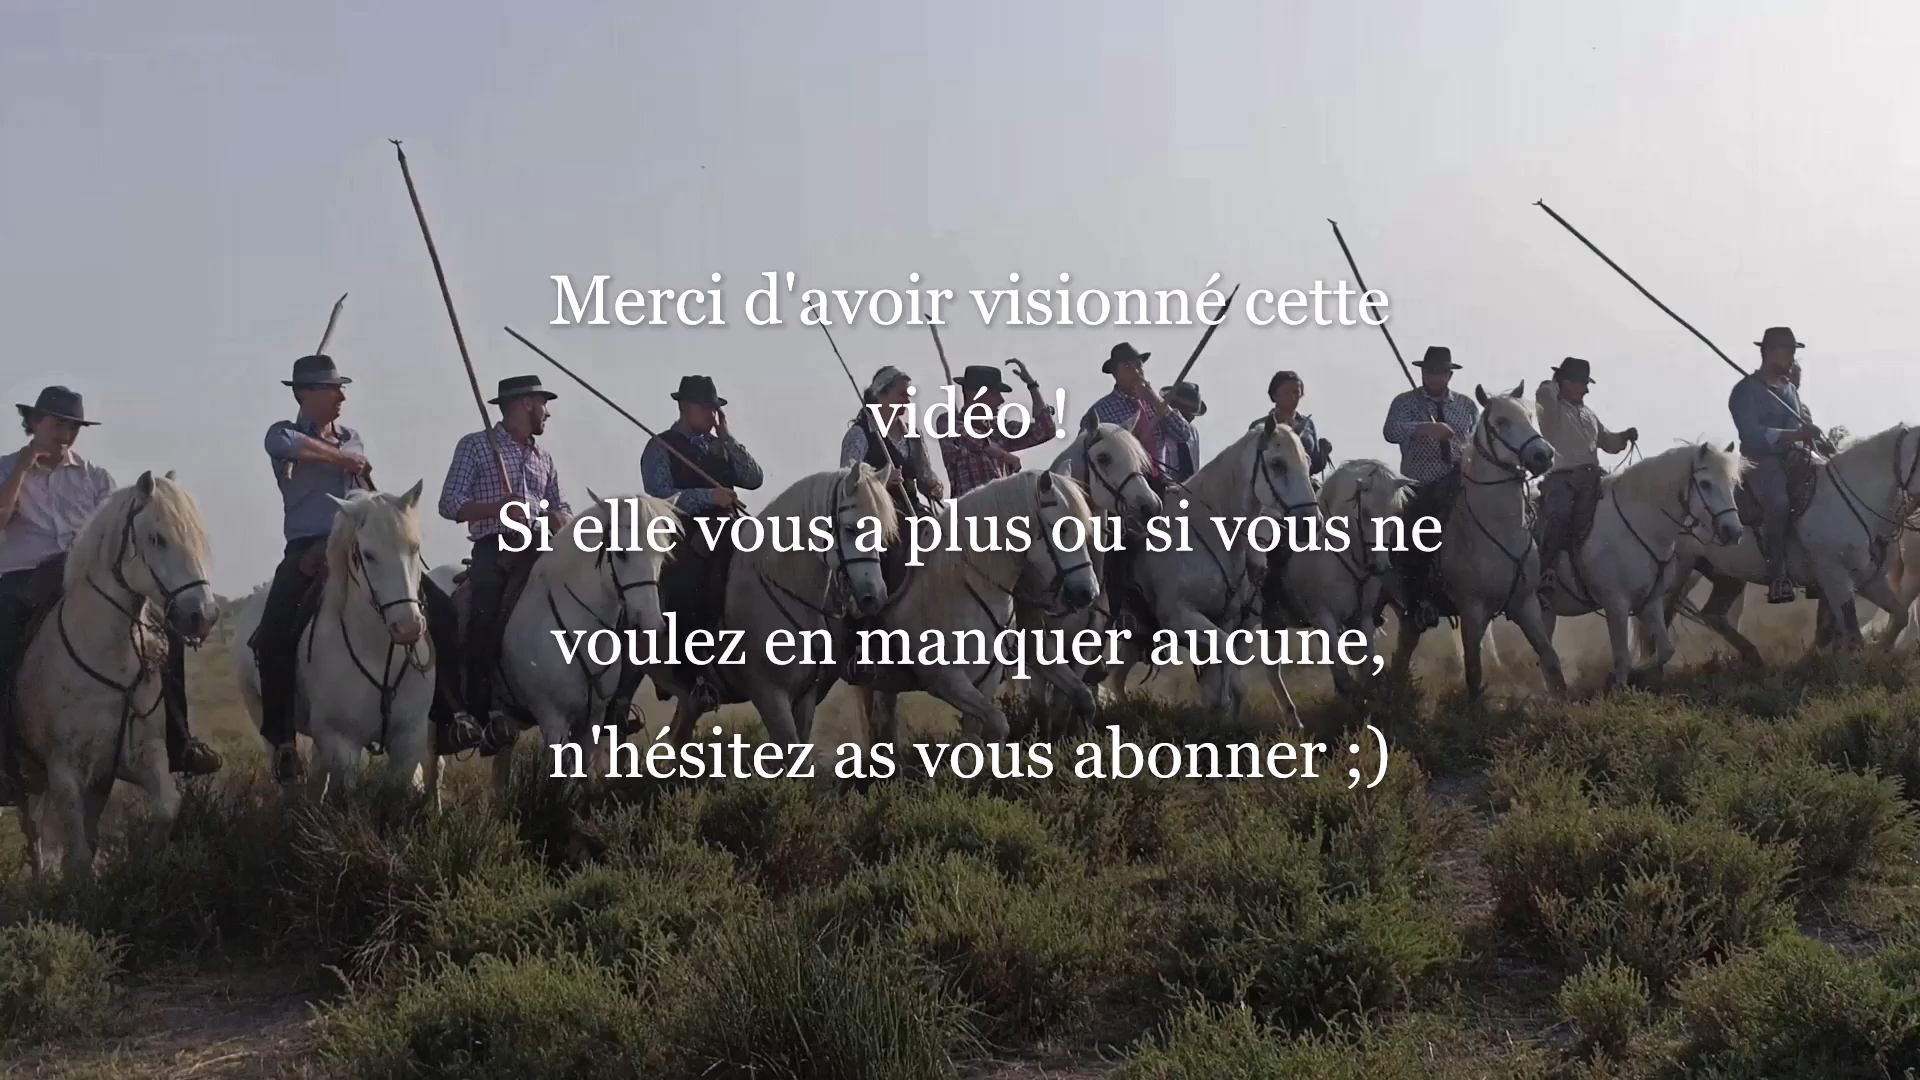 Merci d'avoir visionné cette
vidéo !
Si elle vous a plus ou si vous ne
voulez en manquer aucune,
n'hésitez as vous abonner ;)